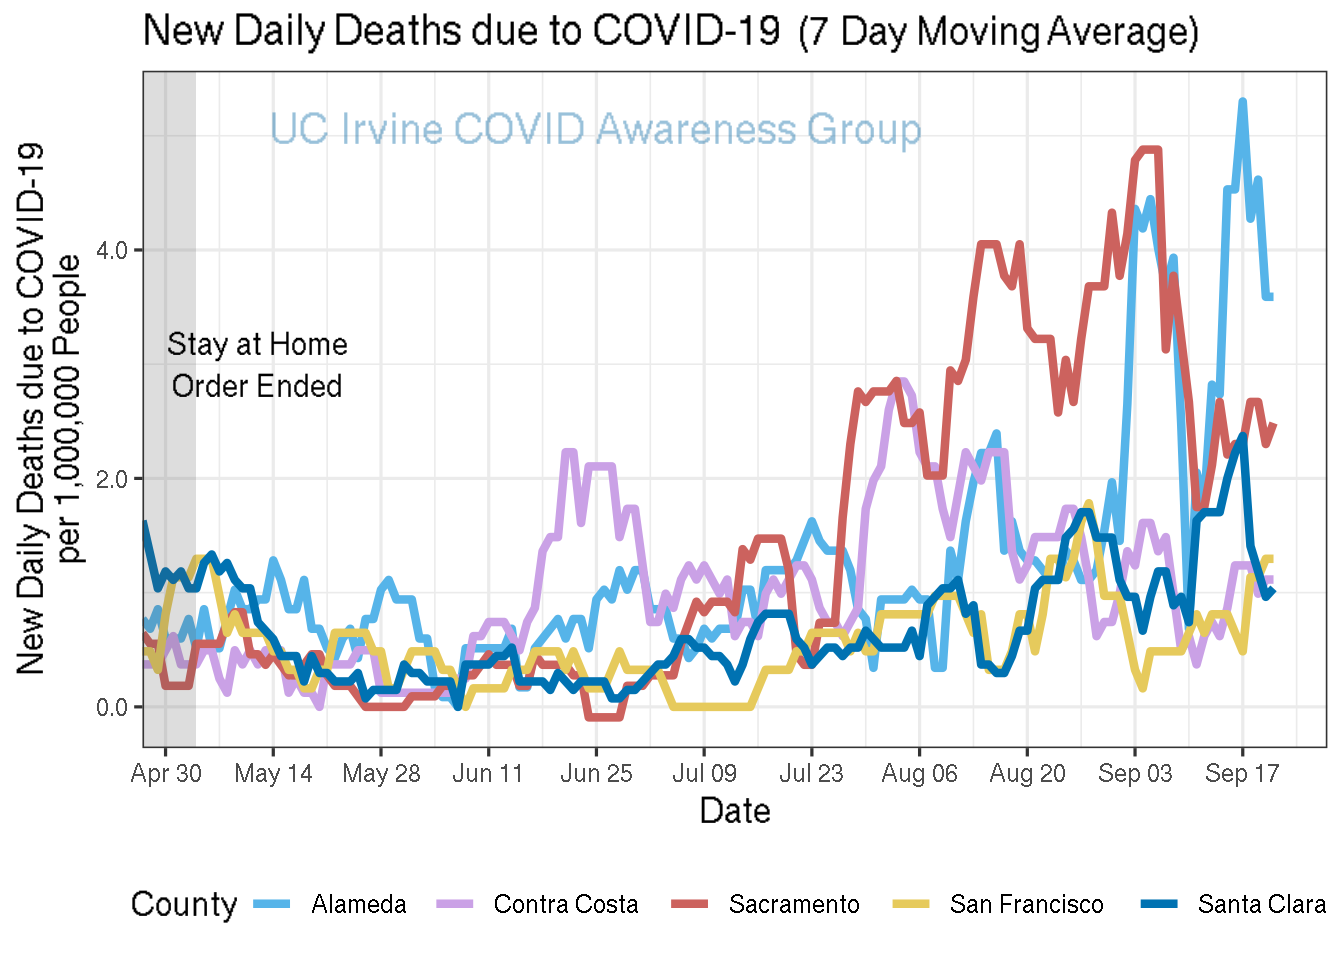 New Daily Deaths due to COVID-19 (7 Day Moving Average)
UC Irvine COVID Awareness Group
New Daily Deaths due to COVID-19
per 1,000,000 People
4.0
2.0
0.0
Stay at Home
Order Ended
Apr 30 May 14 May 28 Jun 11 Jun 25 Jul 09 Jul 23 Aug 06 Aug 20 Sep 03 Sep 17
Date
County Alameda Contra Costa Sacramento San Francisco Santa Clara